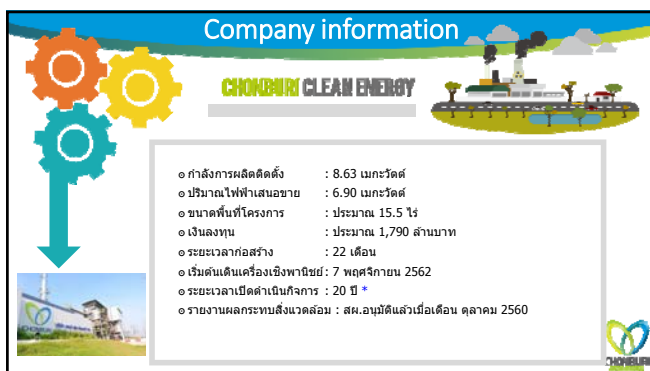 Company information
CHONBURI CLEAN ENERGY
๏ กำลังการผลิตติดตั้ง : 8.63 เมกะวัตต์
๏ ปริมาณไฟฟ้าเสนอขาย : 6.90 เมกะวัตต์
๏ ขนาดพื้นที่โครงการ : ประมาณ 15.5 ไร่
๏ เงินลงทุน : ประมาณ 1,790 ล้านบาท
๏ ระยะเวลาก่อสร้าง : 22 เดือน
๏ เริ่มต้นเดินเครื่องเชิงพานิชย์ : 7 พฤศจิกายน 2562
๏ ระยะเวลาเปิดดำเนินกิจการ : 20 ปี *
๏ รายงานผลกระทบสิ่งแวดล้อม : สผ.อนุมัติแล้วเมื่อเดือน ตุลาคม 2560
CHONBURI
CHONBURI